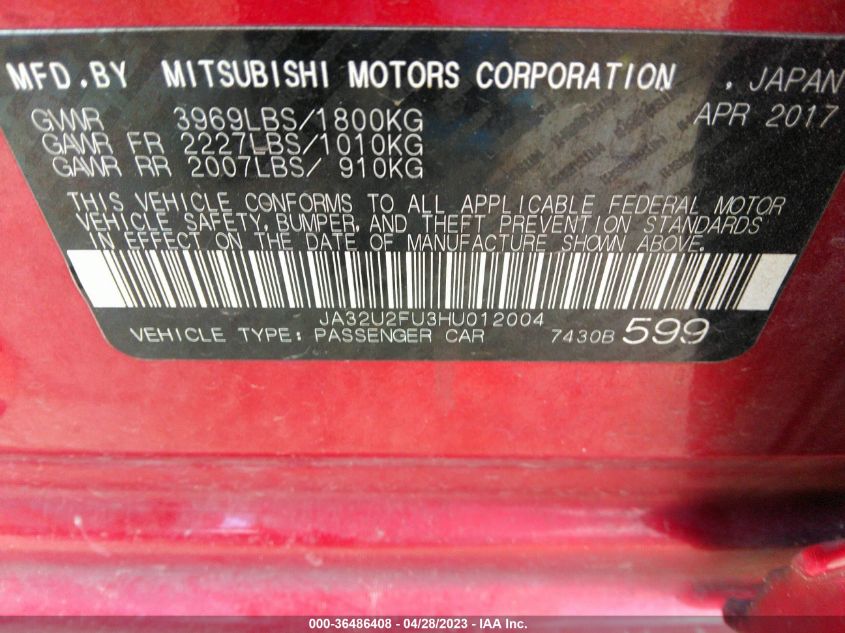 MFD.BY MITSUBISHI MOTORS CORPORATION . JAPAN
GVWR 3969LBS/1800KG APR 2017
GAWR FR 2227LBS/1010KG
GAWR RR 2007LBS/ 910KG
THIS VEHICLE CONFORMS TO ALL APPLICABLE FEDERAL MOTOR
VEHICLE SAFETY, BUMPER, AND THEFT PREVENTION STANDARDS
IN EFFECT ON THE DATE OF MANUFACTURE SHOWN ABOVE.
JA32U2FU3HU012004
VEHICLE TYPE: PASSENGER CAR 7430B 599
000-36486408 - 04/28/2023 - © IAA Inc.